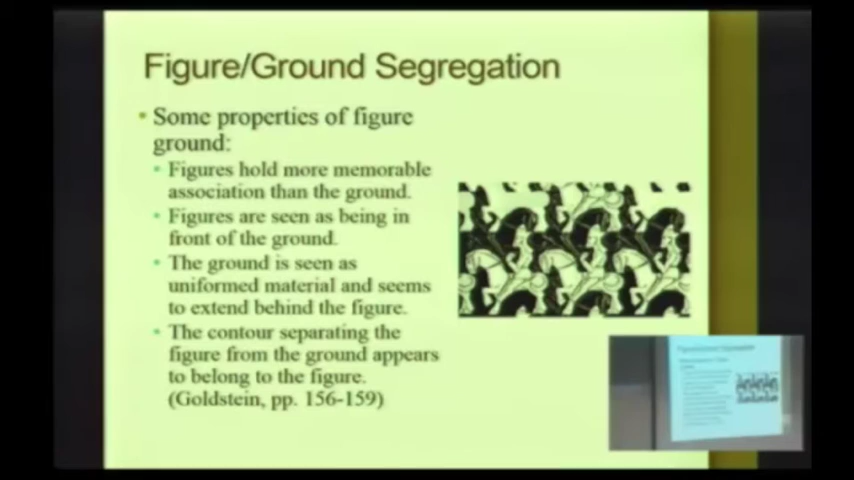 Figure/Ground Segregation
Some properties of figure
ground:
Figures hold more memorable
association than the ground.
Figures are seen as being in
front of the ground.
The ground is seen as
uniformed material and seems
to extend behind the figure.
The contour separating the
figure from the ground appears
to belong to the figure.
(Goldstein, pp. 156-159)